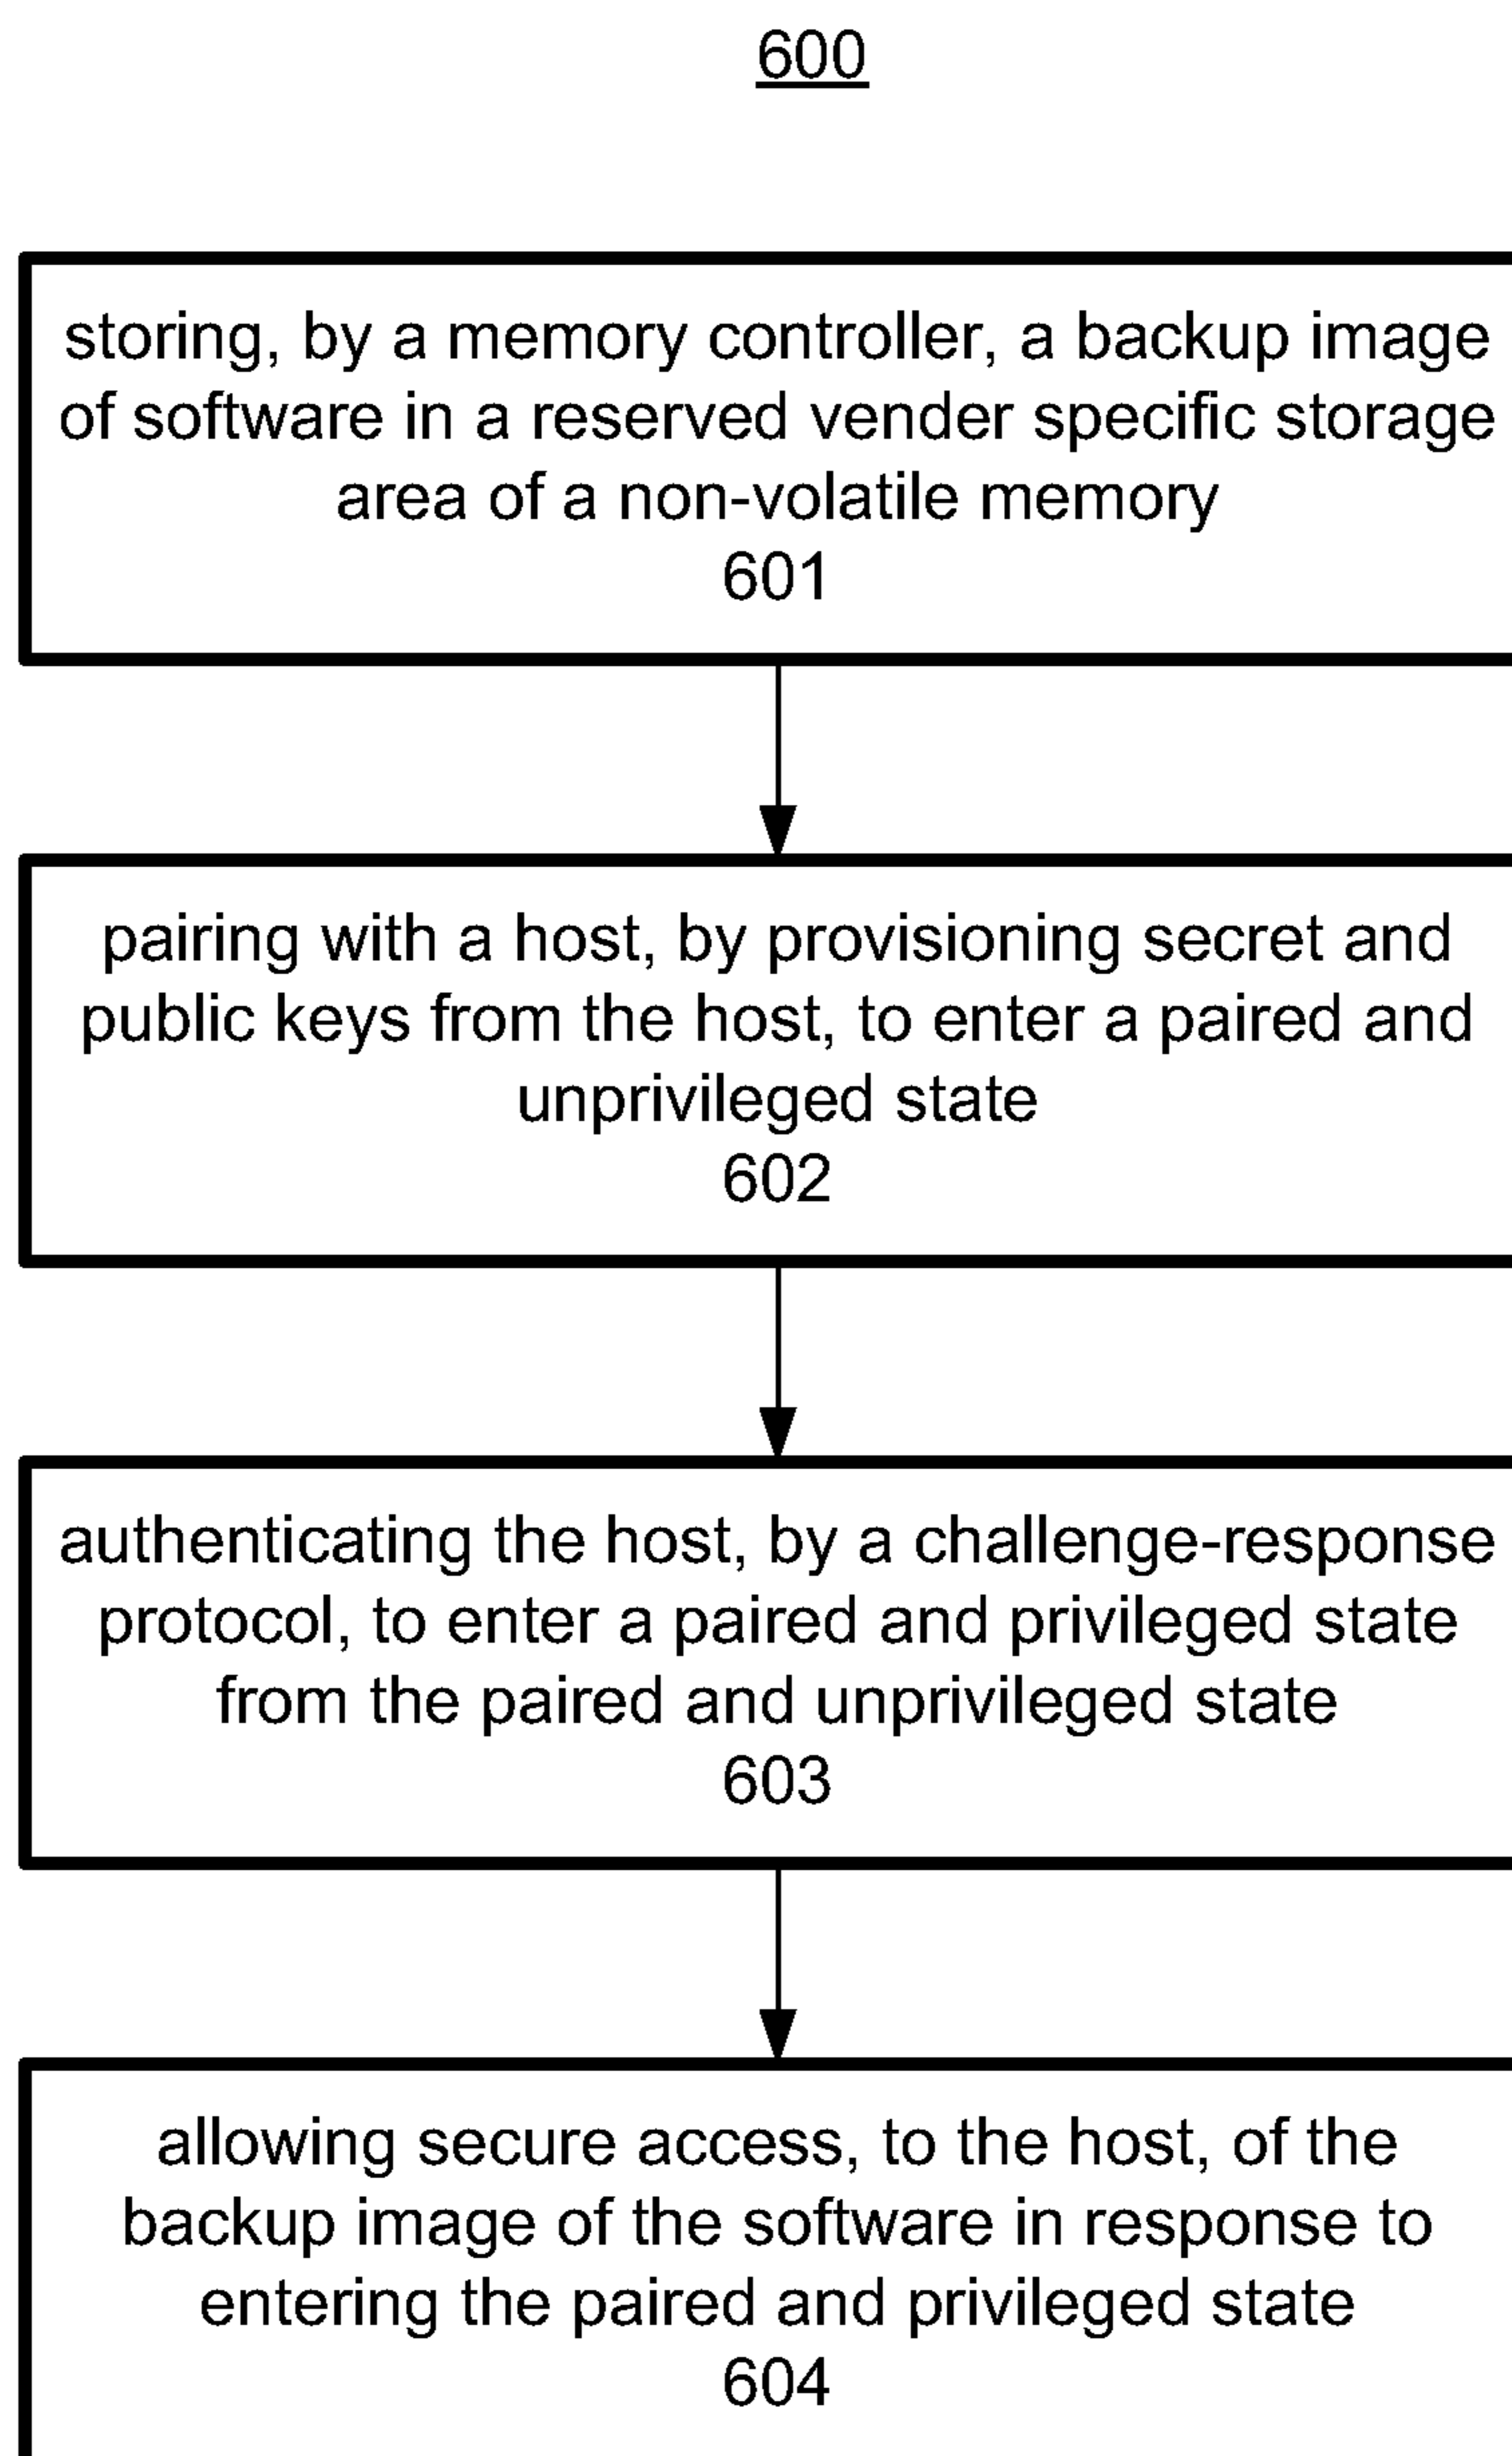 600
storing, by a memory controller, a backup image
of software in a reserved vender specific storage
area of a non-volatile memory
601
pairing with a host, by provisioning secret and
public keys from the host, to enter a paired and
unprivileged state
602
authenticating the host, by a challenge-response
protocol, to enter a paired and privileged state
from the paired and unprivileged state
603
allowing secure access, to the host, of the
backup image of the software in response to
entering the paired and privileged state
604